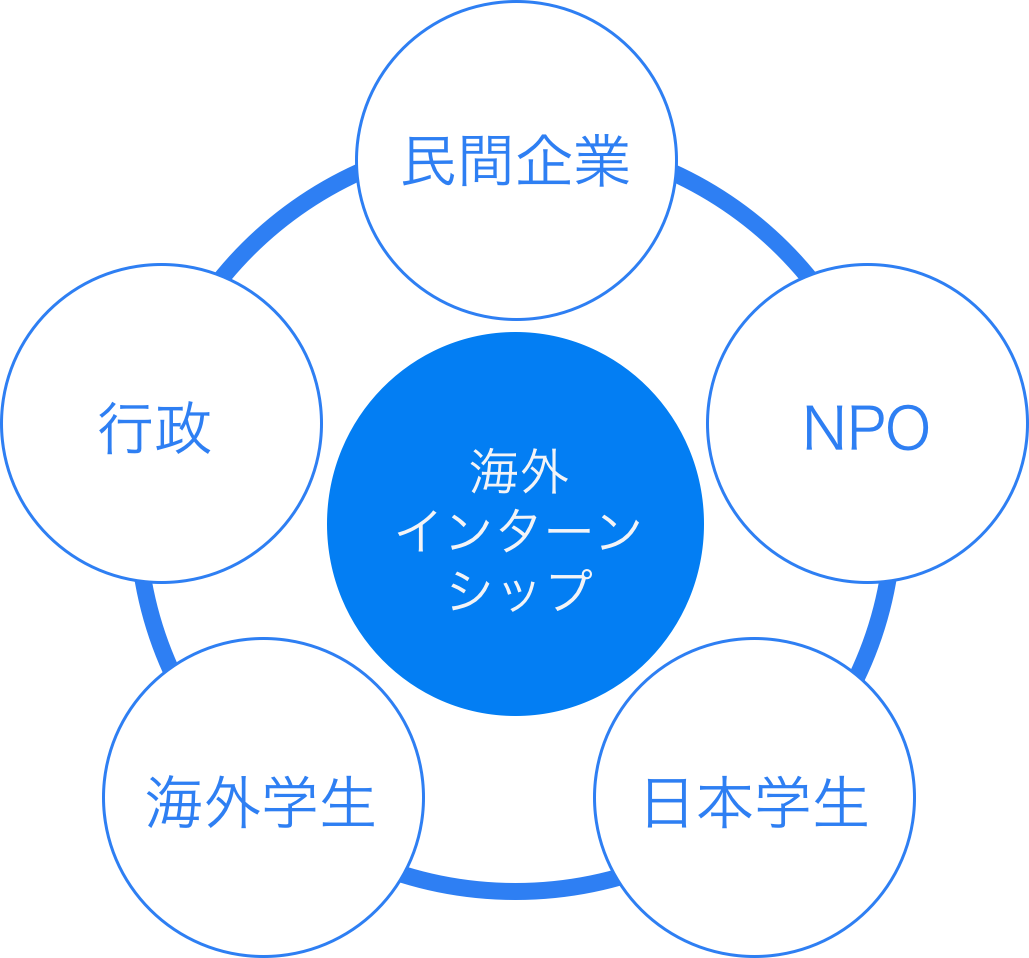 民間企業
行政
NPO
海外
インターン
シップ
海外学生
日本学生